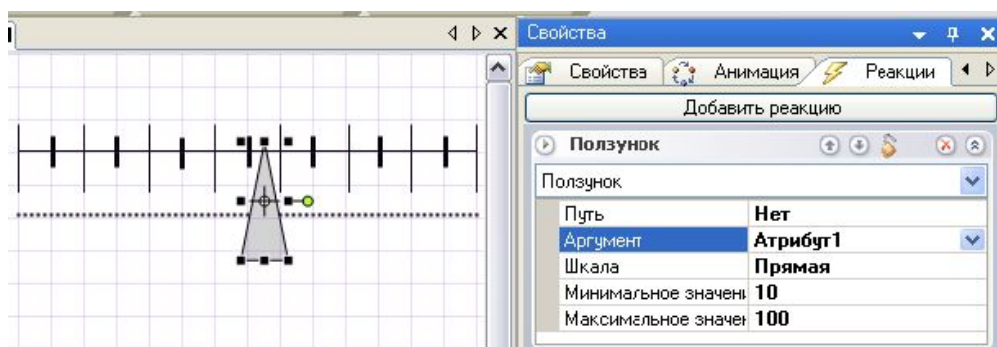 Свойства
Свойства Анимация Реакции
Добавить реакцию
Ползунок
Ползунок
Путь Нет
Аргумент Атрибут1
Шкала Прямая
Минимальное значени 10
Максимальное значен 100